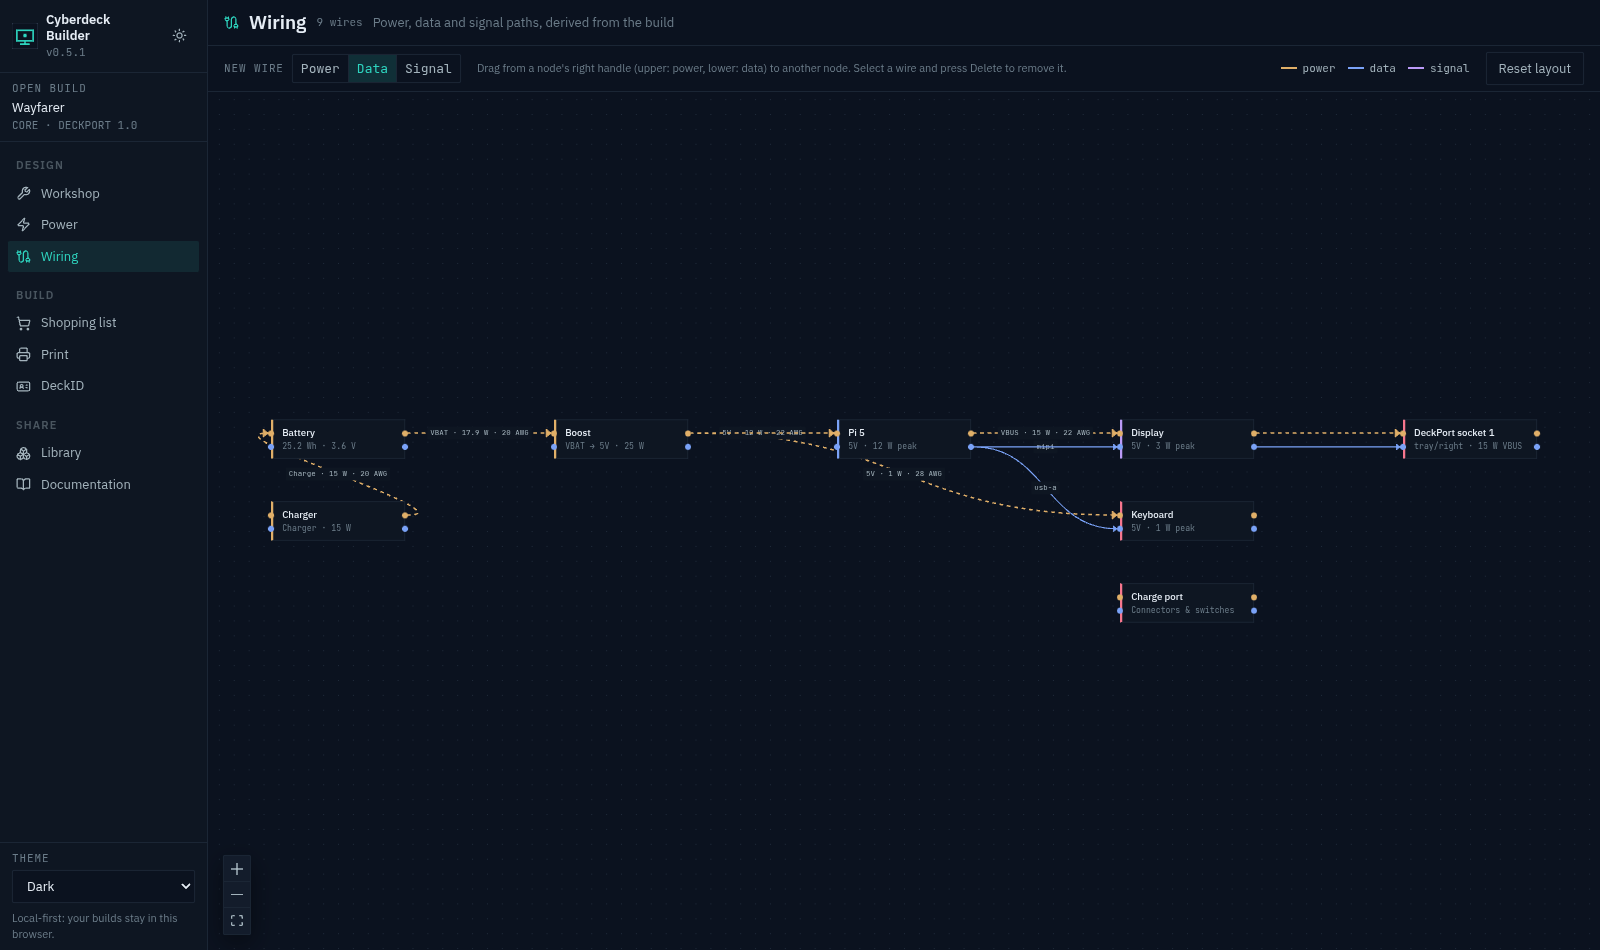 Cyberdeck
Builder
v0.5.1
OPEN BUILD
Wayfarer
CORE · DECKPORT 1.0
DESIGN
Workshop
Power
Wiring
BUILD
Shopping list
Print
DeckID
SHARE
Library
Documentation
THEME
Dark
Local-first: your builds stay in this
browser.
Wiring 9 wires Power, data and signal paths, derived from the build
NEW WIRE Power Data Signal Drag from a node's right handle (upper: power, lower: data) to another node. Select a wire and press Delete to remove it. power data signal Reset layout
Battery
25.2 Wh · 3.6 V
VBAT · 17.9 W · 20 AWG
Boost
VBAT → 5V · 25 W
5V · 12 W · 22 AWG
Pi 5
5V · 12 W peak
VBUS · 15 W · 22 AWG
mipi
Display
5V · 3 W peak
DeckPort socket 1
tray/right · 15 W VBUS
Charge · 15 W · 20 AWG
5V · 1 W · 28 AWG
usb-a
Charger
Charger · 15 W
Keyboard
5V · 1 W peak
Charge port
Connectors & switches